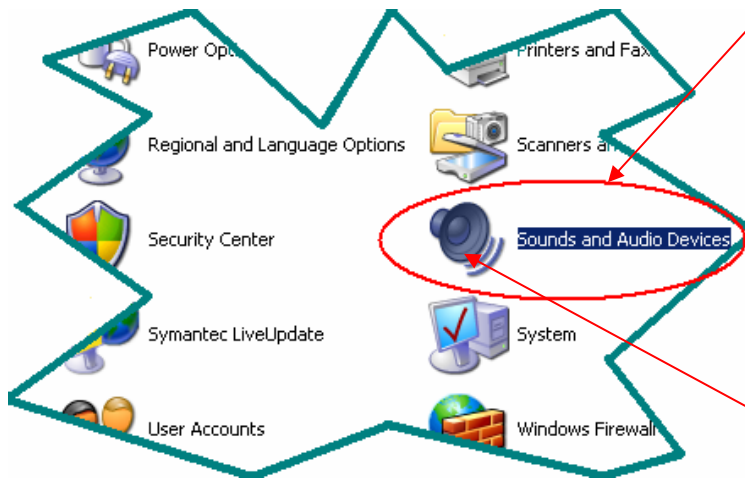 Power Opt
Printers and Fax
Regional and Language Options
Scanners a
Security Center
Sounds and Audio Devices
Symantec LiveUpdate
System
User Accounts
Windows Firewall